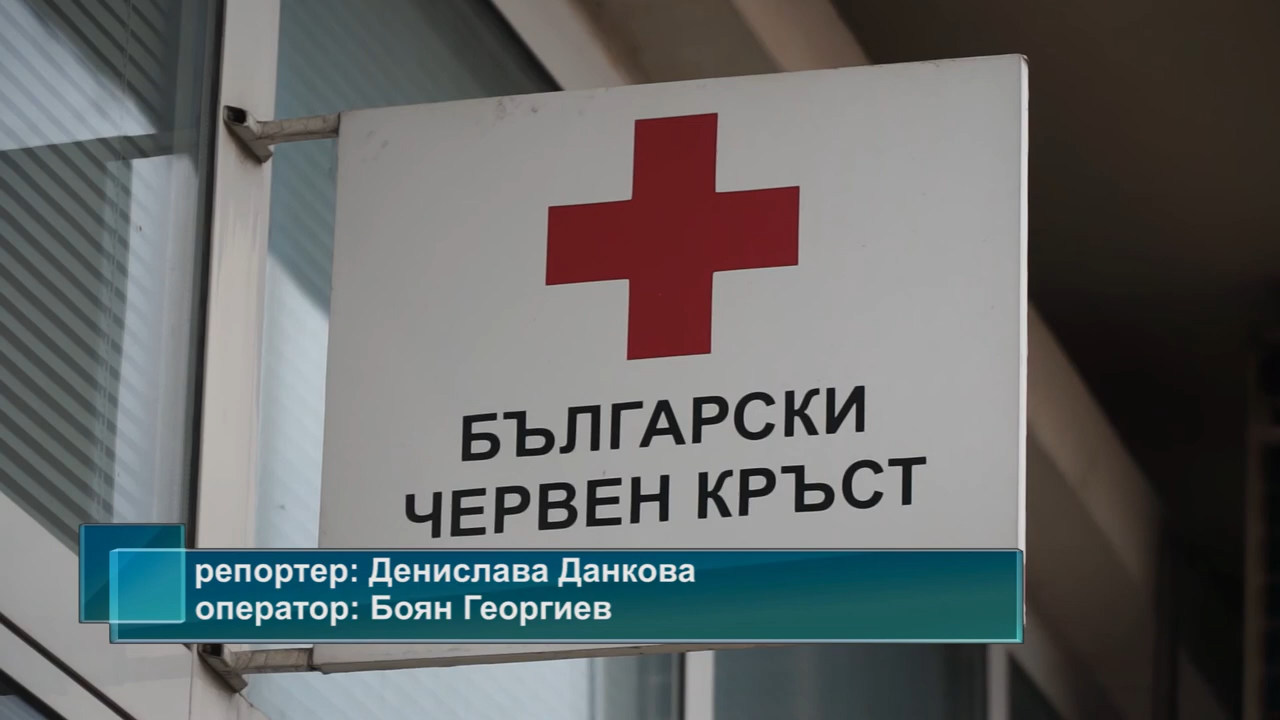 БЪЛГАРСКИ
ЧЕРВЕН КРЪСТ
репортер: Денислава Данкова
оператор: Боян Георгиев